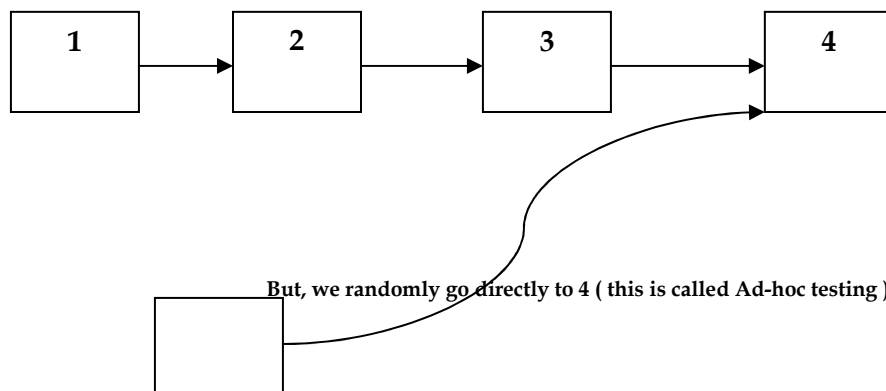 1 2 3 4
But, we randomly go directly to 4 ( this is called Ad-hoc testing )